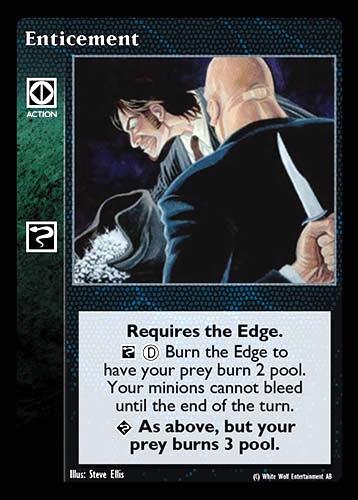 Enticement
ACTION
Requires the Edge.
D Burn the Edge to
have your prey burn 2 pool.
Your minions cannot bleed
until the end of the turn.
As above, but your
prey burns 3 pool.
Illus: Steve Ellis
(C) White Wolf Entertainment AB